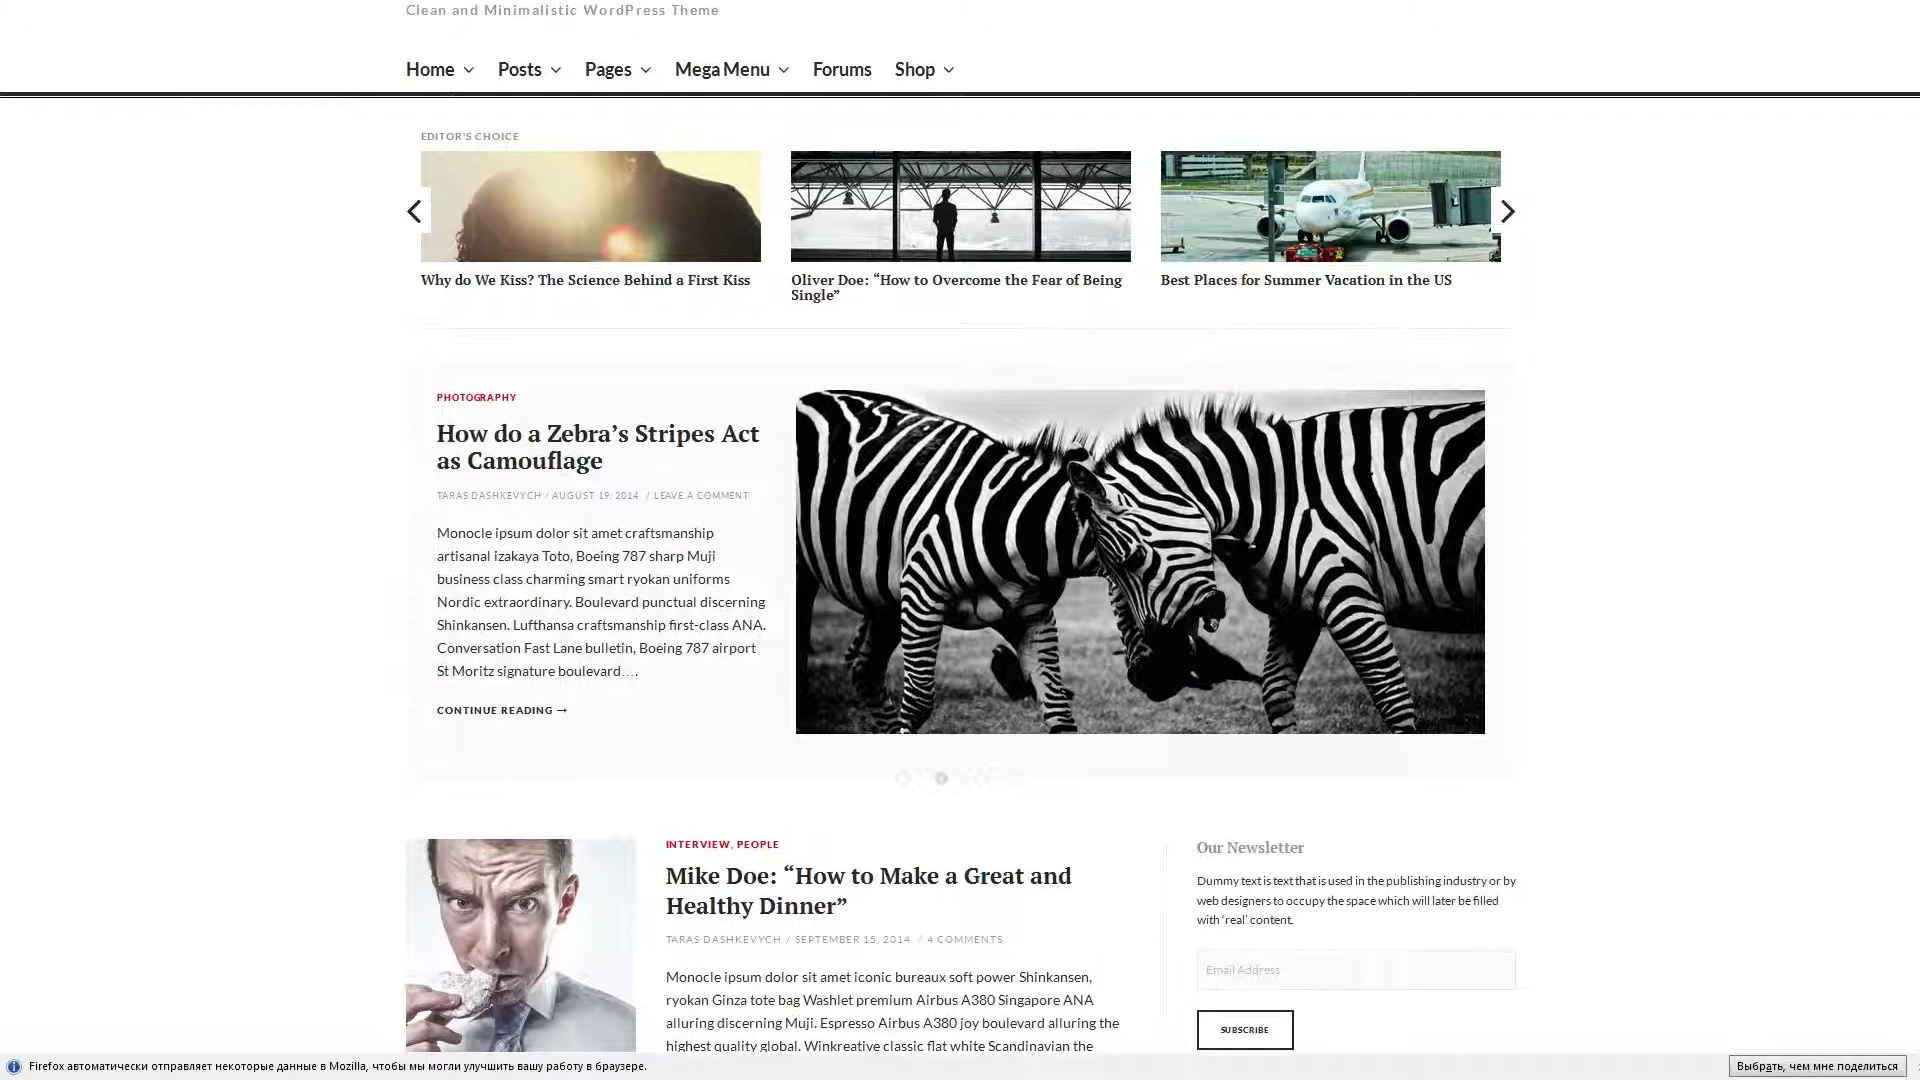 Clean and Minimalistic WordPress Theme
Home Posts Pages Mega Menu Forums Shop
EDITOR'S CHOICE
Why do We Kiss? The Science Behind a First Kiss
Oliver Doe: “How to Overcome the Fear of Being
Single”
Best Places for Summer Vacation in the US
PHOTOGRAPHY
How do a Zebra’s Stripes Act
as Camouflage
TARAS DASHKEVYCH / AUGUST 19, 2014 / LEAVE A COMMENT
Monocle ipsum dolor sit amet craftsmanship
artisanal izakaya Toto, Boeing 787 sharp Muji
business class charming smart ryokan uniforms
Nordic extraordinary. Boulevard punctual discerning
Shinkansen. Lufthansa craftsmanship first-class ANA.
Conversation Fast Lane bulletin, Boeing 787 airport
St Moritz signature boulevard….
CONTINUE READING →
INTERVIEW, PEOPLE
Mike Doe: “How to Make a Great and
Healthy Dinner”
TARAS DASHKEVYCH / SEPTEMBER 15, 2014 / 4 COMMENTS
Monocle ipsum dolor sit amet iconic bureaux soft power Shinkansen,
ryokan Ginza tote bag Washlet premium Airbus A380 Singapore ANA
alluring discerning Muji. Espresso Airbus A380 joy boulevard alluring the
highest quality global. Winkreative classic flat white Scandinavian the
Our Newsletter
Dummy text is text that is used in the publishing industry or by
web designers to occupy the space which will later be filled
with ‘real’ content.
Email Address
SUBSCRIBE
Firefox автоматически отправляет некоторые данные в Mozilla, чтобы мы могли улучшить вашу работу в браузере.
Выбрать, чем мне поделиться